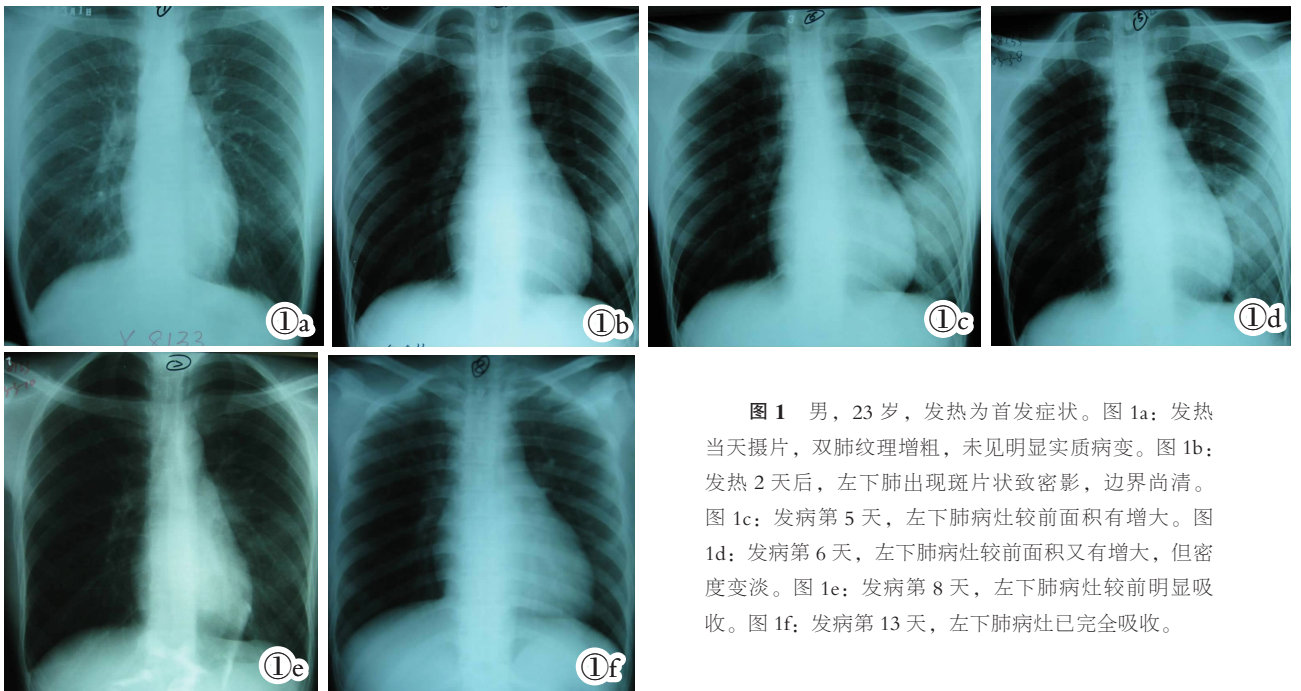 ①a
①b
①c
①d
Y 8133
①e
①f
图 1 男，23 岁，发热为首发症状。图 1a：发热
当天摄片，双肺纹理增粗，未见明显实质病变。图 1b：
发热 2 天后，左下肺出现斑片状致密影，边界尚清。
图 1c：发病第 5 天，左下肺病灶较前面积有增大。图
1d：发病第 6 天，左下肺病灶较前面积又有增大，但密
度变淡。图 1e：发病第 8 天，左下肺病灶较前明显吸
收。图 1f：发病第 13 天，左下肺病灶已完全吸收。